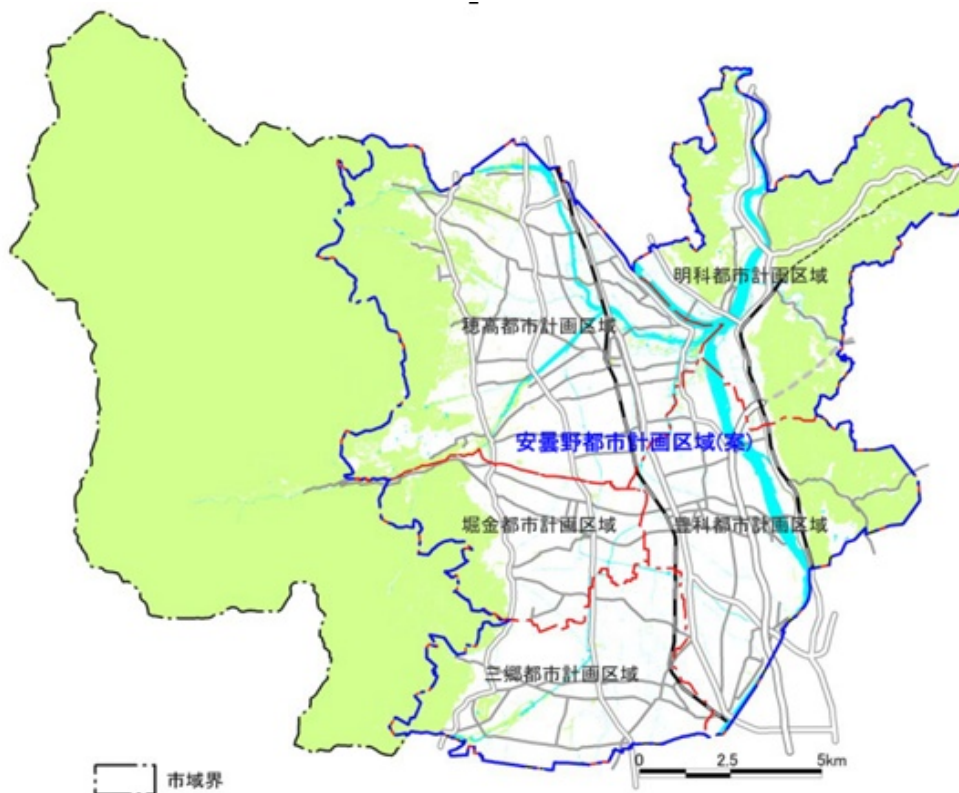 明科都市計画区域
穂高都市計画区域
安曇野都市計画区域(案)
堀金都市計画区域
豊科都市計画区域
三郷都市計画区域
0 2.5 5km
市域界